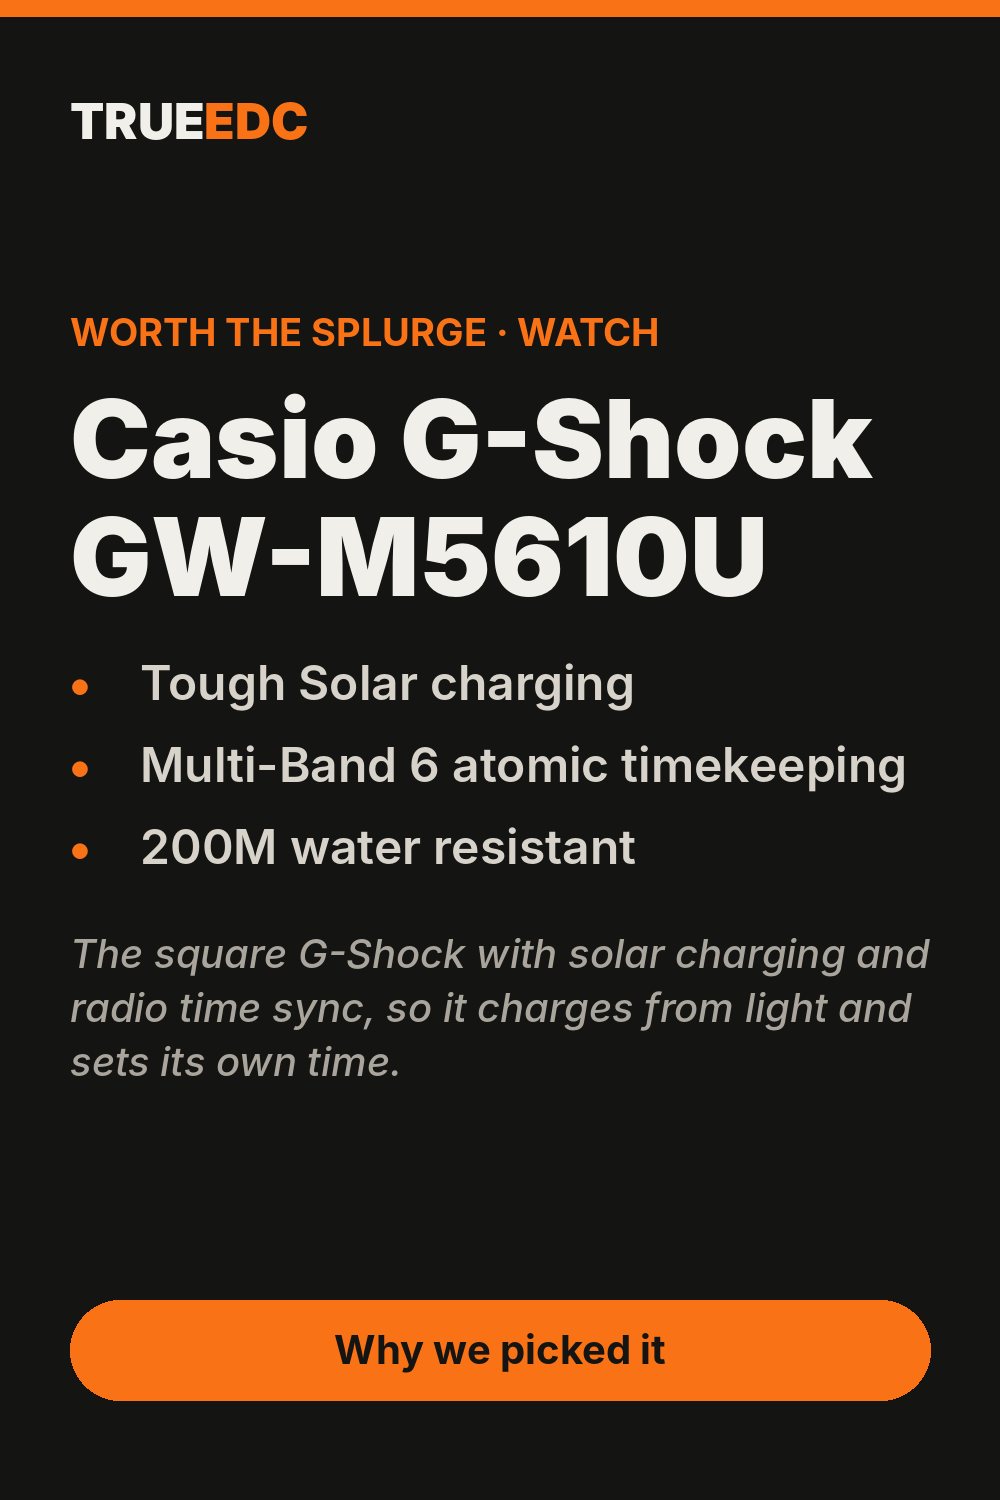 TRUEEDC
WORTH THE SPLURGE · WATCH
Casio G-Shock
GW-M5610U
• Tough Solar charging
• Multi-Band 6 atomic timekeeping
• 200M water resistant
The square G-Shock with solar charging and
radio time sync, so it charges from light and
sets its own time.
Why we picked it